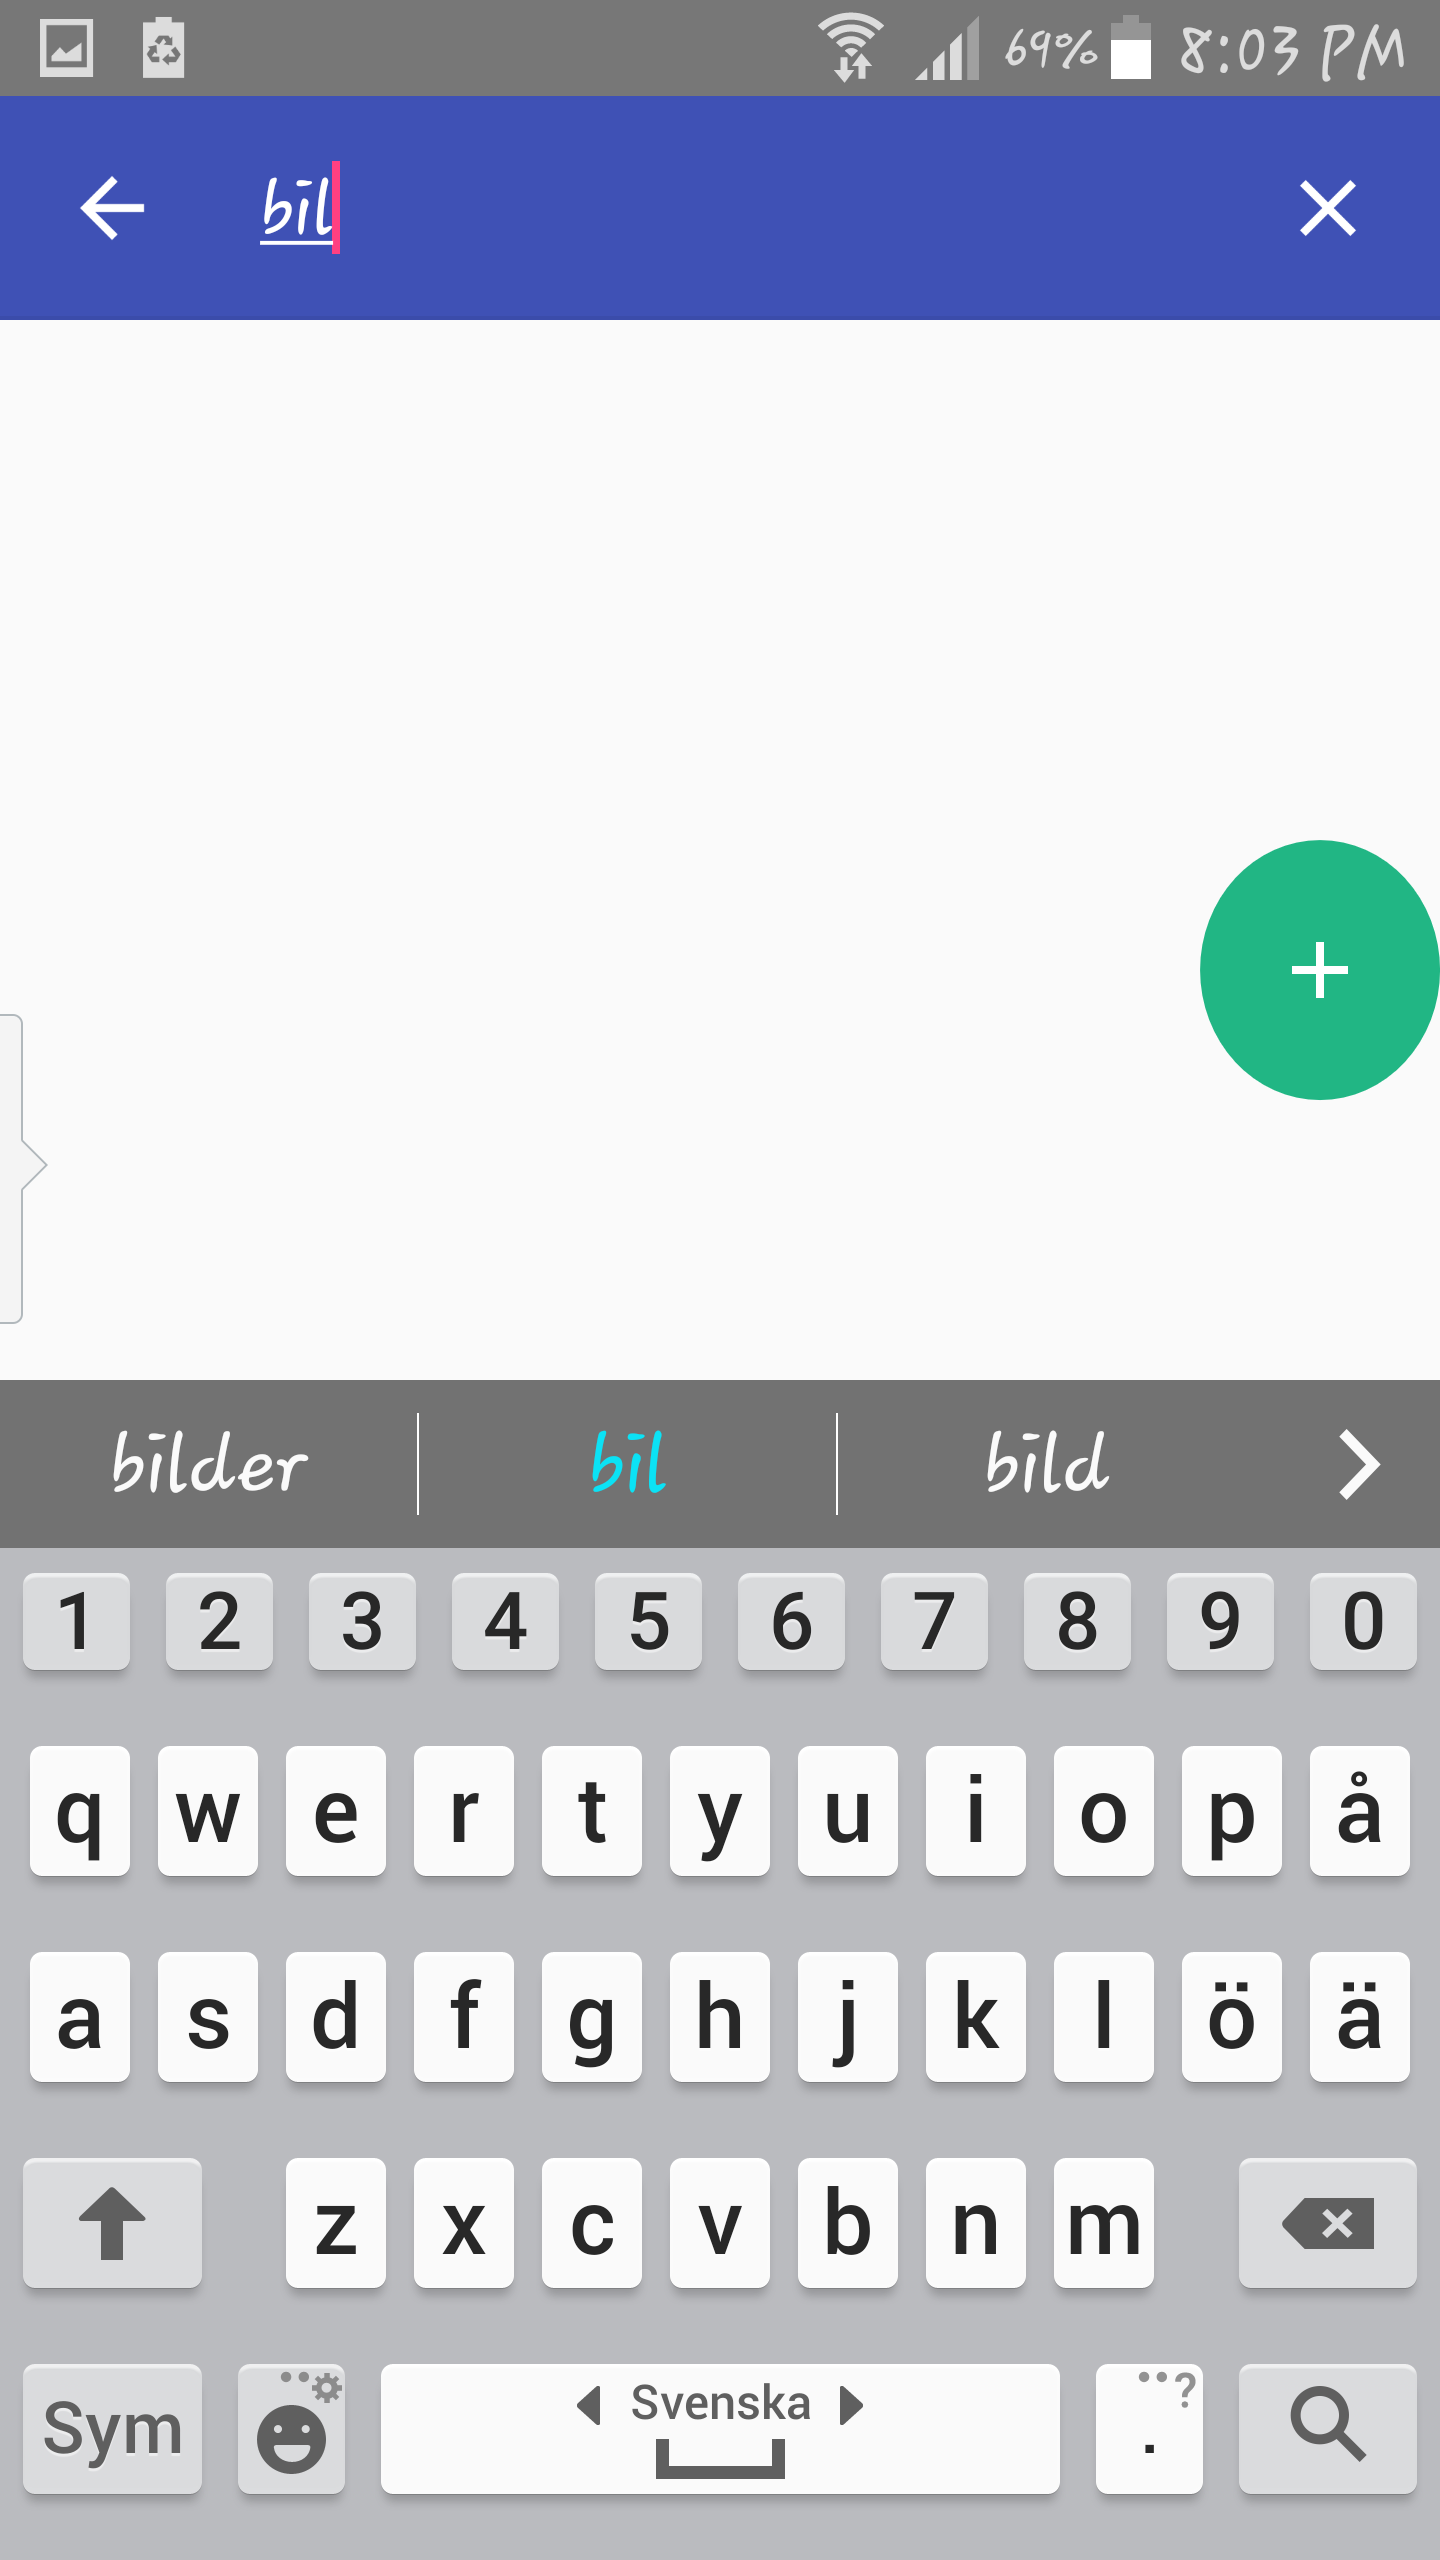 69% 8:03 PM
bil
bilder bil bild
1 2 3 4 5 6 7 8 9 0
q w e r t y u i o p å
a s d f g h j k l ö ä
z x c v b n m
Sym Svenska . ?